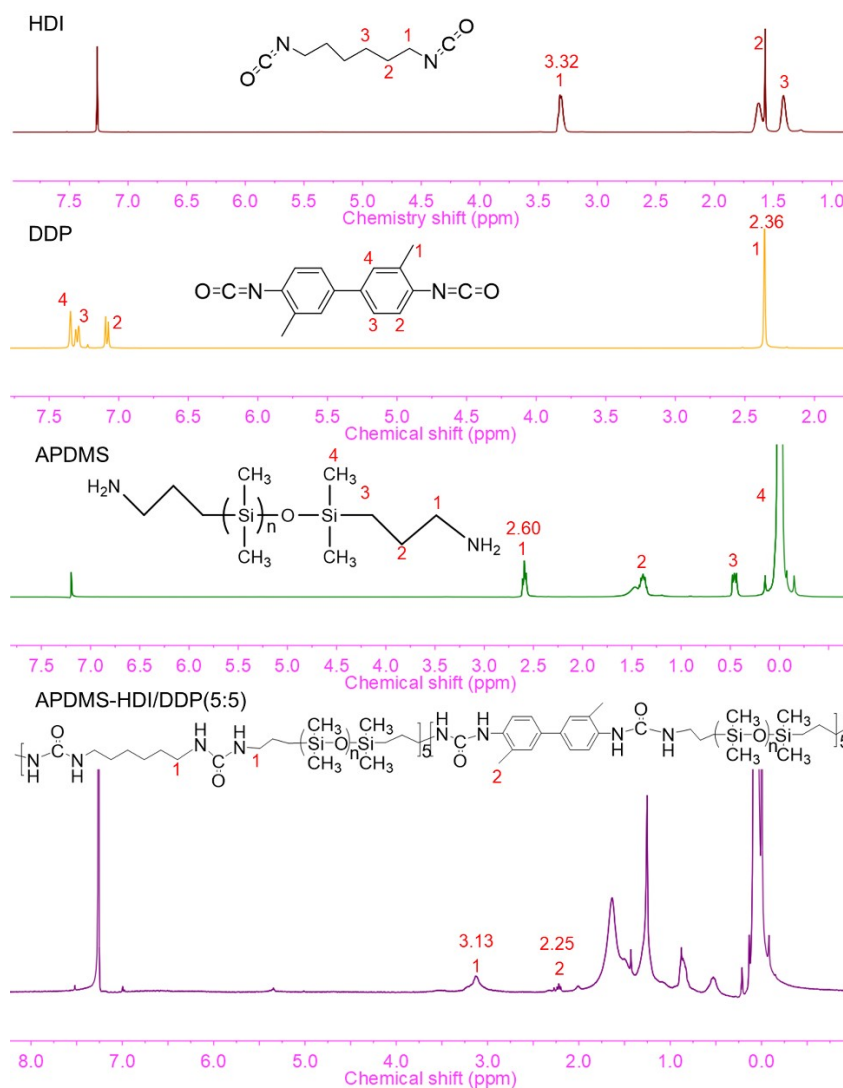 HDI
O=C=N
N=C=O
3
1
2
3.32
1
2
3
7.5 7.0 6.5 6.0 5.5 5.0 4.5 4.0 3.5 3.0 2.5 2.0 1.5 1.0
Chemistry shift (ppm)
DDP
O=C=N
N=C=O
4
1
3
2
2.36
1
4
3
2
7.5 7.0 6.5 6.0 5.5 5.0 4.5 4.0 3.5 3.0 2.5 2.0
Chemical shift (ppm)
APDMS
4
H2N
CH3
CH3
CH3
3
1
Si
n
O
Si
CH3
CH3
2
NH2
2.60
1
2
3
4
7.5 7.0 6.5 6.0 5.5 5.0 4.5 4.0 3.5 3.0 2.5 2.0 1.5 1.0 0.5 0.0
Chemical shift (ppm)
APDMS-HDI/DDP(5:5)
O
H
N
H
N
CH3 CH3
Si
O
Si
n
CH3 CH3
5
H
N
O
N
H
H
N
O
N
H
CH3 CH3
Si
O
Si
n
CH3 CH3
5
1
1
2
3.13
1
2.25
2
8.0 7.0 6.0 5.0 4.0 3.0 2.0 1.0 0.0
Chemical shift (ppm)